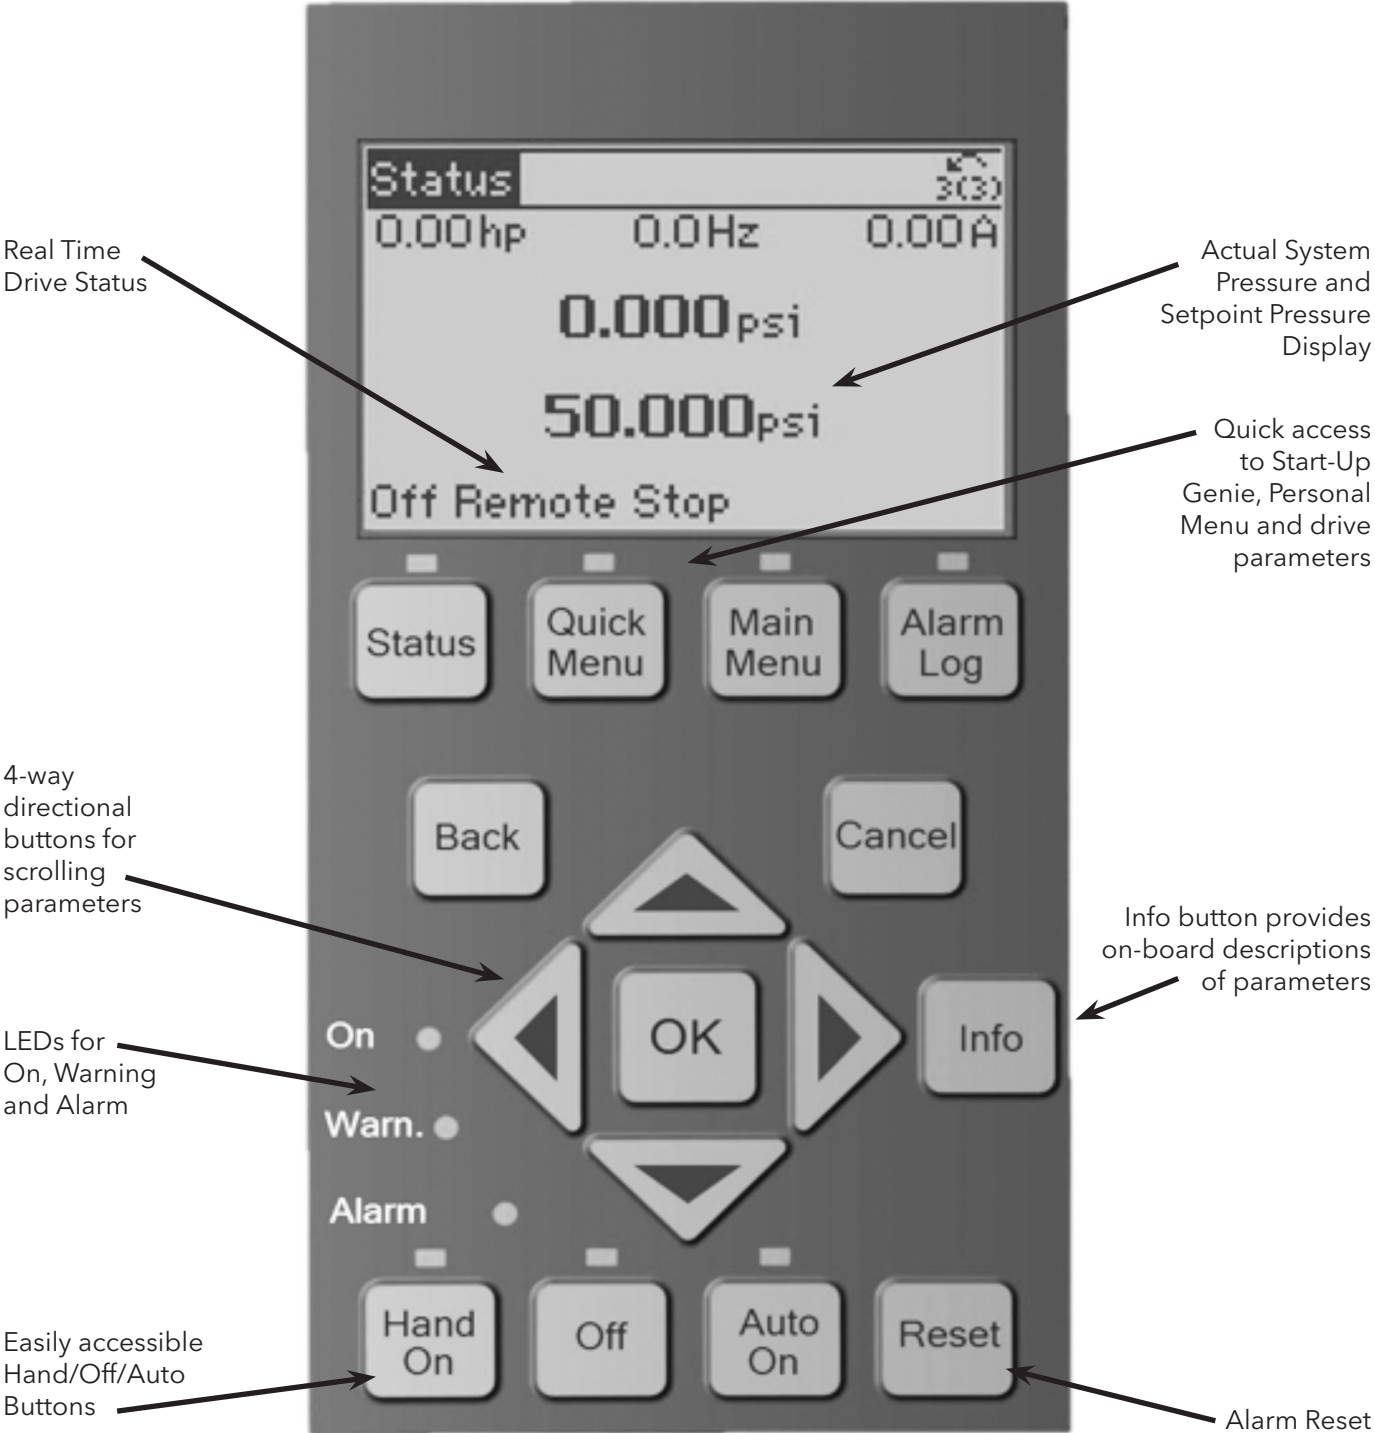 Status
3(3)
0.00hp 0.0Hz 0.00A
0.000psi
50.000psi
Off Remote Stop
Real Time
Drive Status
Actual System
Pressure and
Setpoint Pressure
Display
Quick access
to Start-Up
Genie, Personal
Menu and drive
parameters
Status
Quick
Menu
Main
Menu
Alarm
Log
4-way
directional
buttons for
scrolling
parameters
Back
Cancel
Info button provides
on-board descriptions
of parameters
On
OK
Info
LEDs for
On, Warning
and Alarm
Warn.
Alarm
Hand
On
Off
Auto
On
Reset
Easily accessible
Hand/Off/Auto
Buttons
Alarm Reset